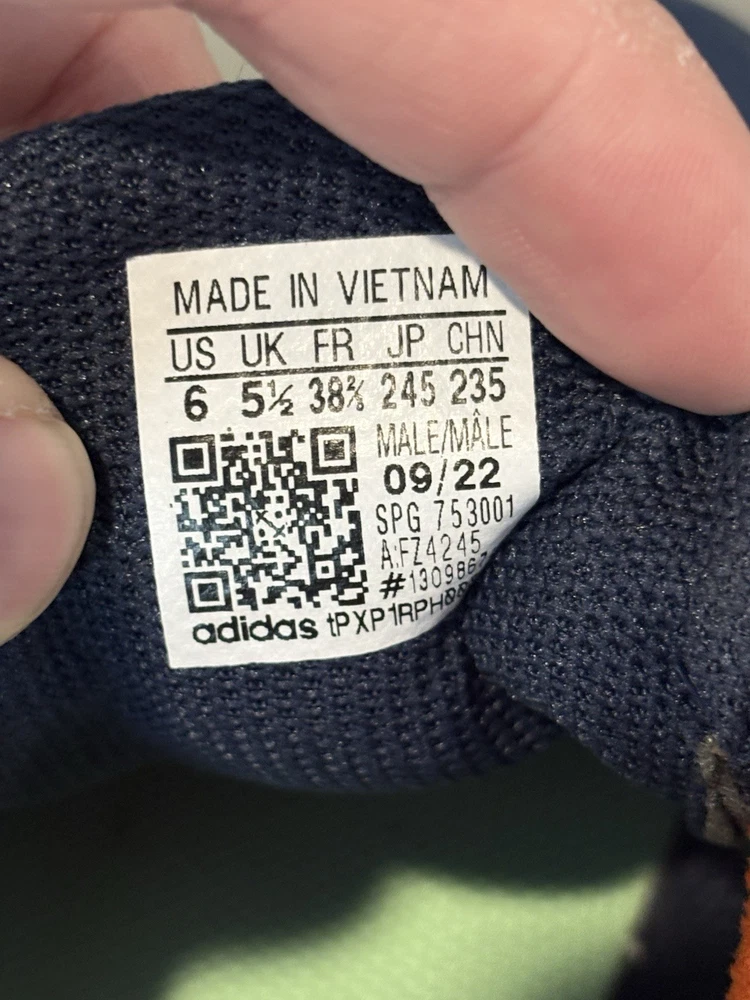 MADE IN VIETNAM
US UK FR JP CHN
6 5½ 38⅔ 245 235
MALE/MÂLE
09/22
SPG 753001
A:FZ4245
adidas